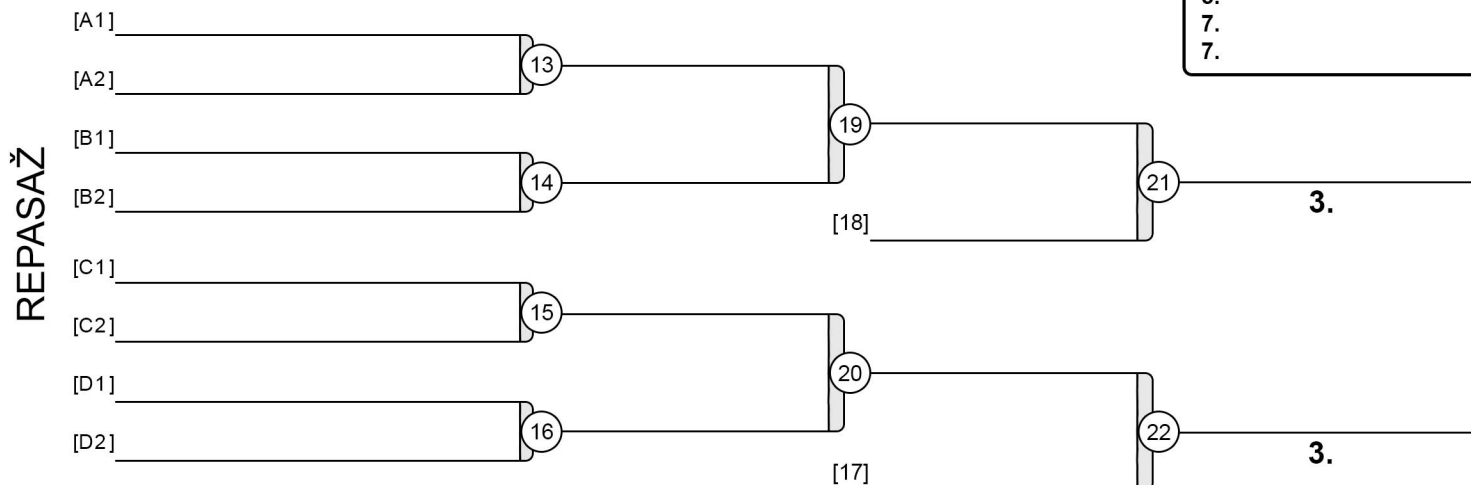 7.
7.
REPASAŽ
[A1]
[A2]
13
[B1]
[B2]
14
19
[18]
21
3.
[C1]
[C2]
15
[D1]
[D2]
16
20
[17]
22
3.